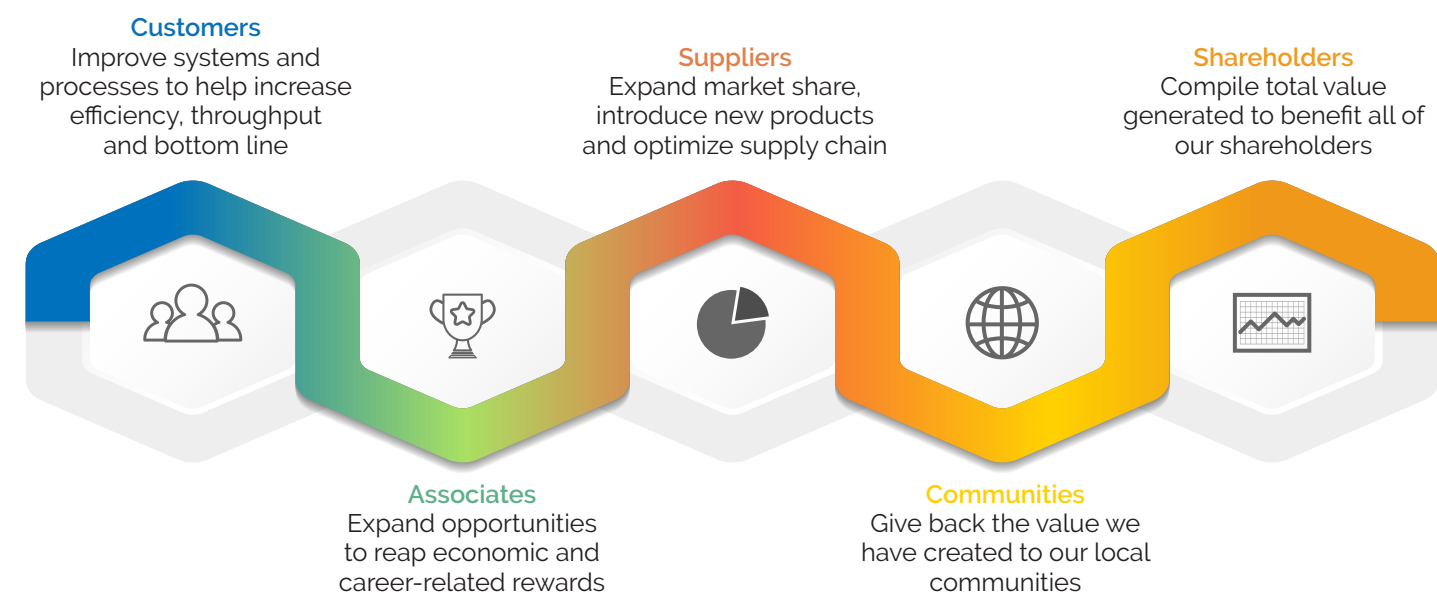 Customers
Improve systems and
processes to help increase
efficiency, throughput
and bottom line
Associates
Expand opportunities
to reap economic and
career-related rewards
Suppliers
Expand market share,
introduce new products
and optimize supply chain
Communities
Give back the value we
have created to our local
communities
Shareholders
Compile total value
generated to benefit all of
our shareholders